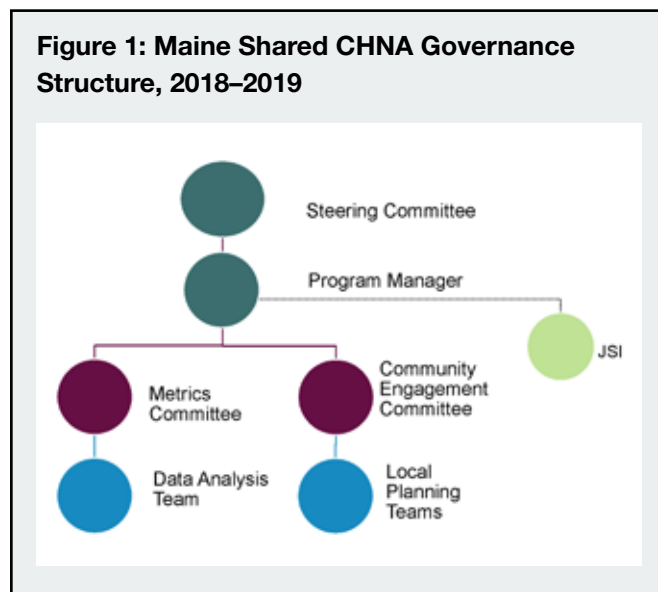 Figure 1: Maine Shared CHNA Governance
Structure, 2018–2019
Steering Committee
Program Manager
JSI
Metrics
Committee
Community
Engagement
Committee
Data Analysis
Team
Local
Planning
Teams